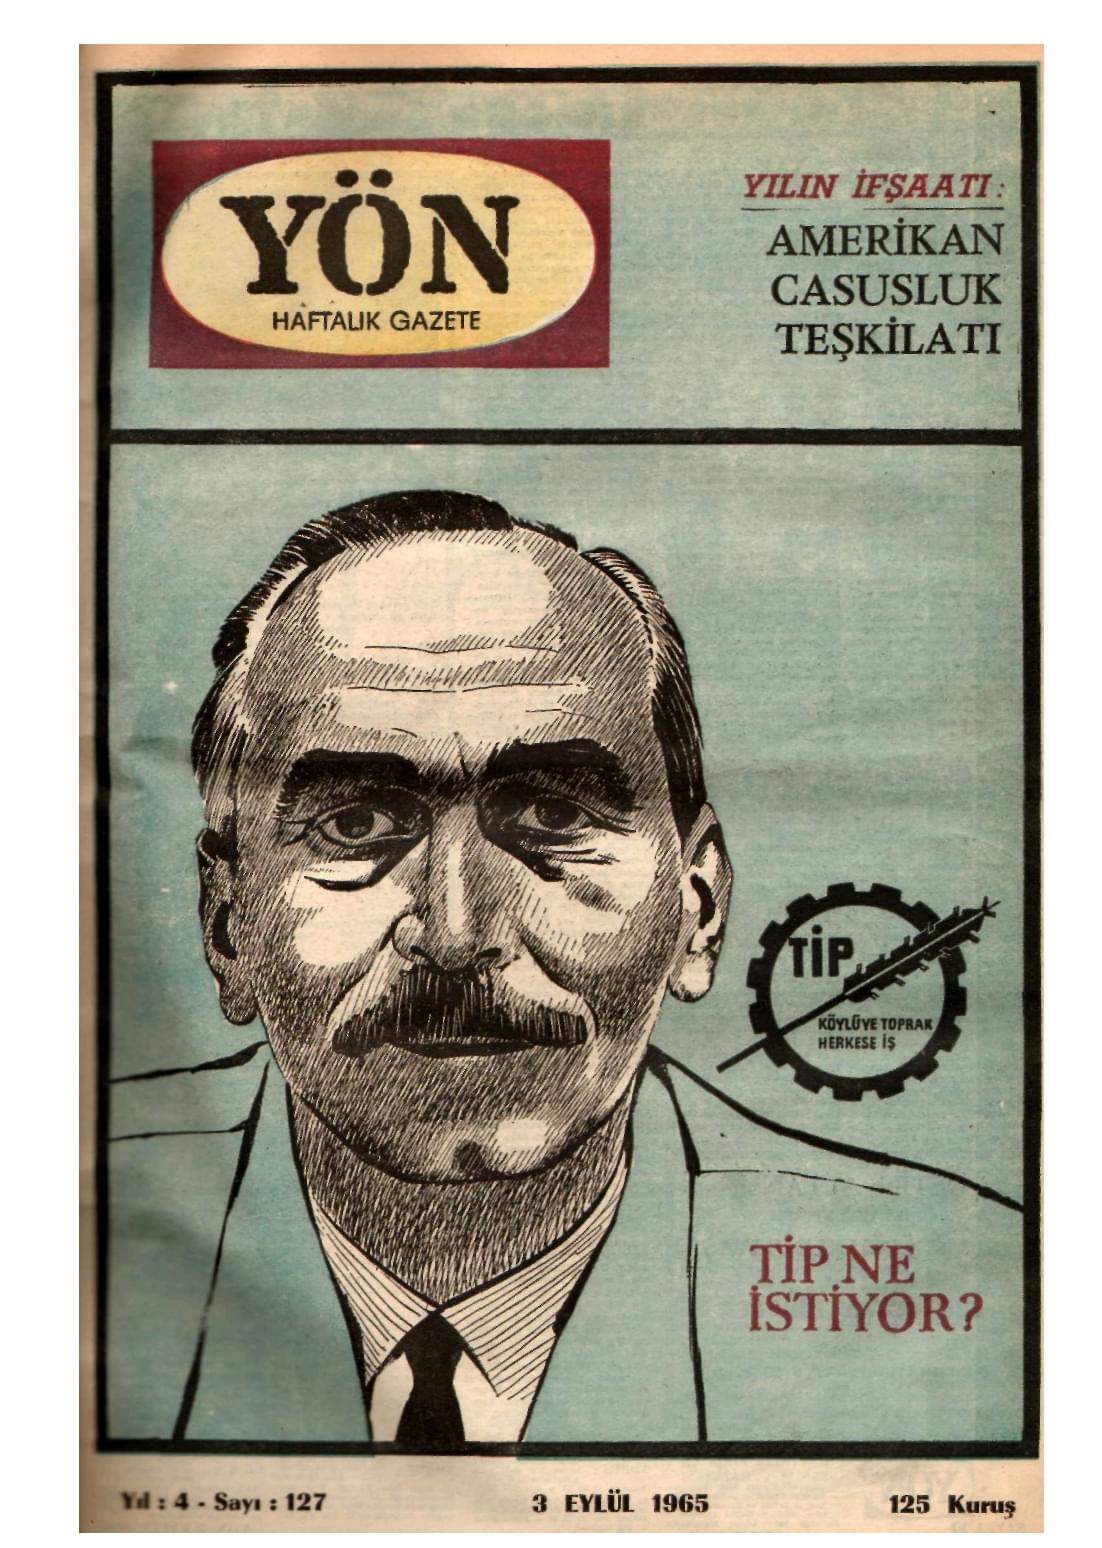 YÖN
HAFTALIK GAZETE
YILIN İFŞAATI:
AMERİKAN
CASUSLUK
TEŞKİLATI
TİP
KÖYLÜYE TOPRAK
HERKESE İŞ
TİP NE
İSTİYOR?
Yıl : 4 - Sayı : 127
3 EYLÜL 1965
125 Kuruş